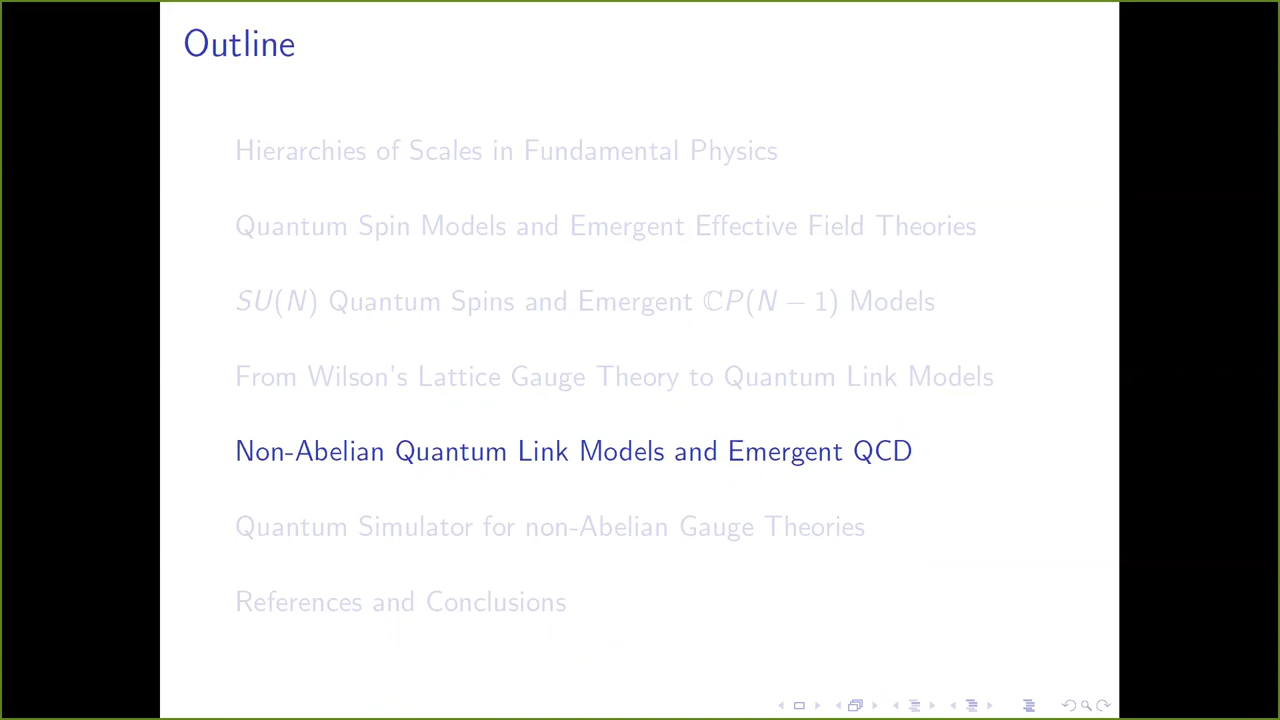 Outline
Hierarchies of Scales in Fundamental Physics
Quantum Spin Models and Emergent Effective Field Theories
SU(N) Quantum Spins and Emergent ℂP(N − 1) Models
From Wilson's Lattice Gauge Theory to Quantum Link Models
Non-Abelian Quantum Link Models and Emergent QCD
Quantum Simulator for non-Abelian Gauge Theories
References and Conclusions